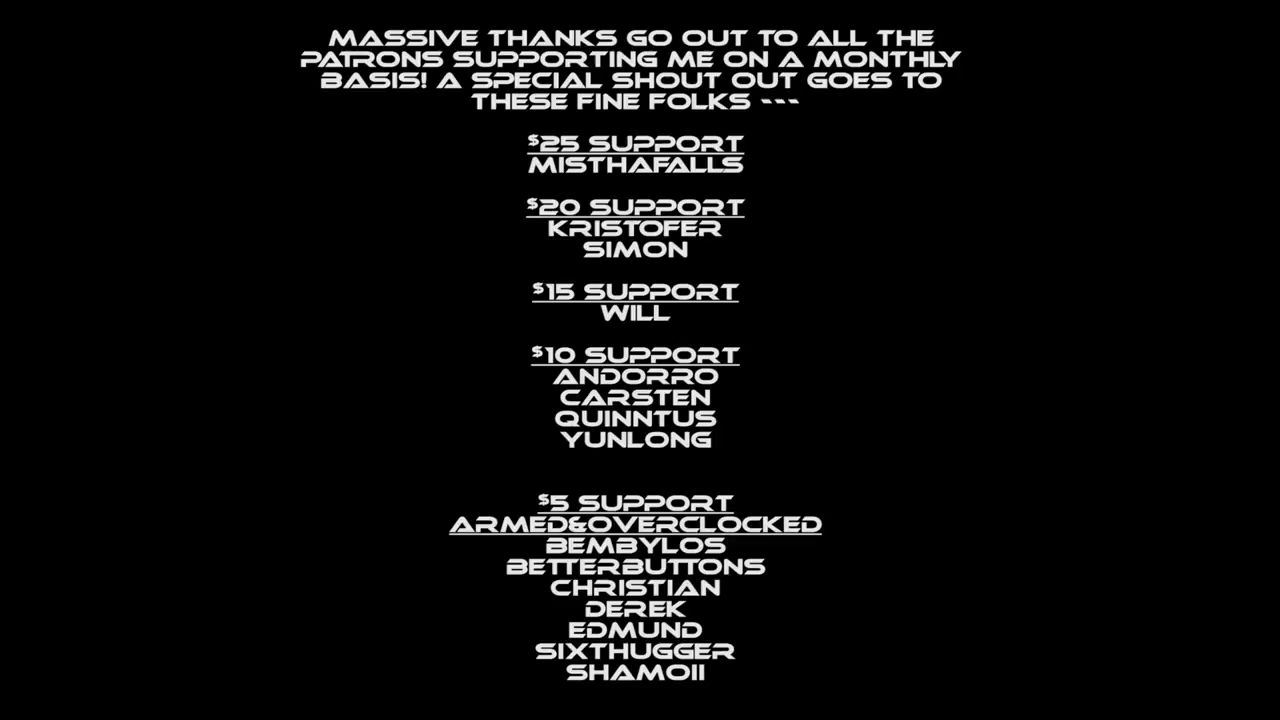 MASSIVE THANKS GO OUT TO ALL THE
PATRONS SUPPORTING ME ON A MONTHLY
BASIS! A SPECIAL SHOUT OUT GOES TO
THESE FINE FOLKS ~~~
$25 SUPPORT
MISTHAFALLS
$20 SUPPORT
KRISTOFER
SIMON
$15 SUPPORT
WILL
$10 SUPPORT
ANDORRO
CARSTEN
QUINNTUS
YUNLONG
$5 SUPPORT
ARMED&OVERCLOCKED
BEMBYLOS
BETTERBUTTONS
CHRISTIAN
DEREK
EDMUND
SIXTHUGGER
SHAMOII